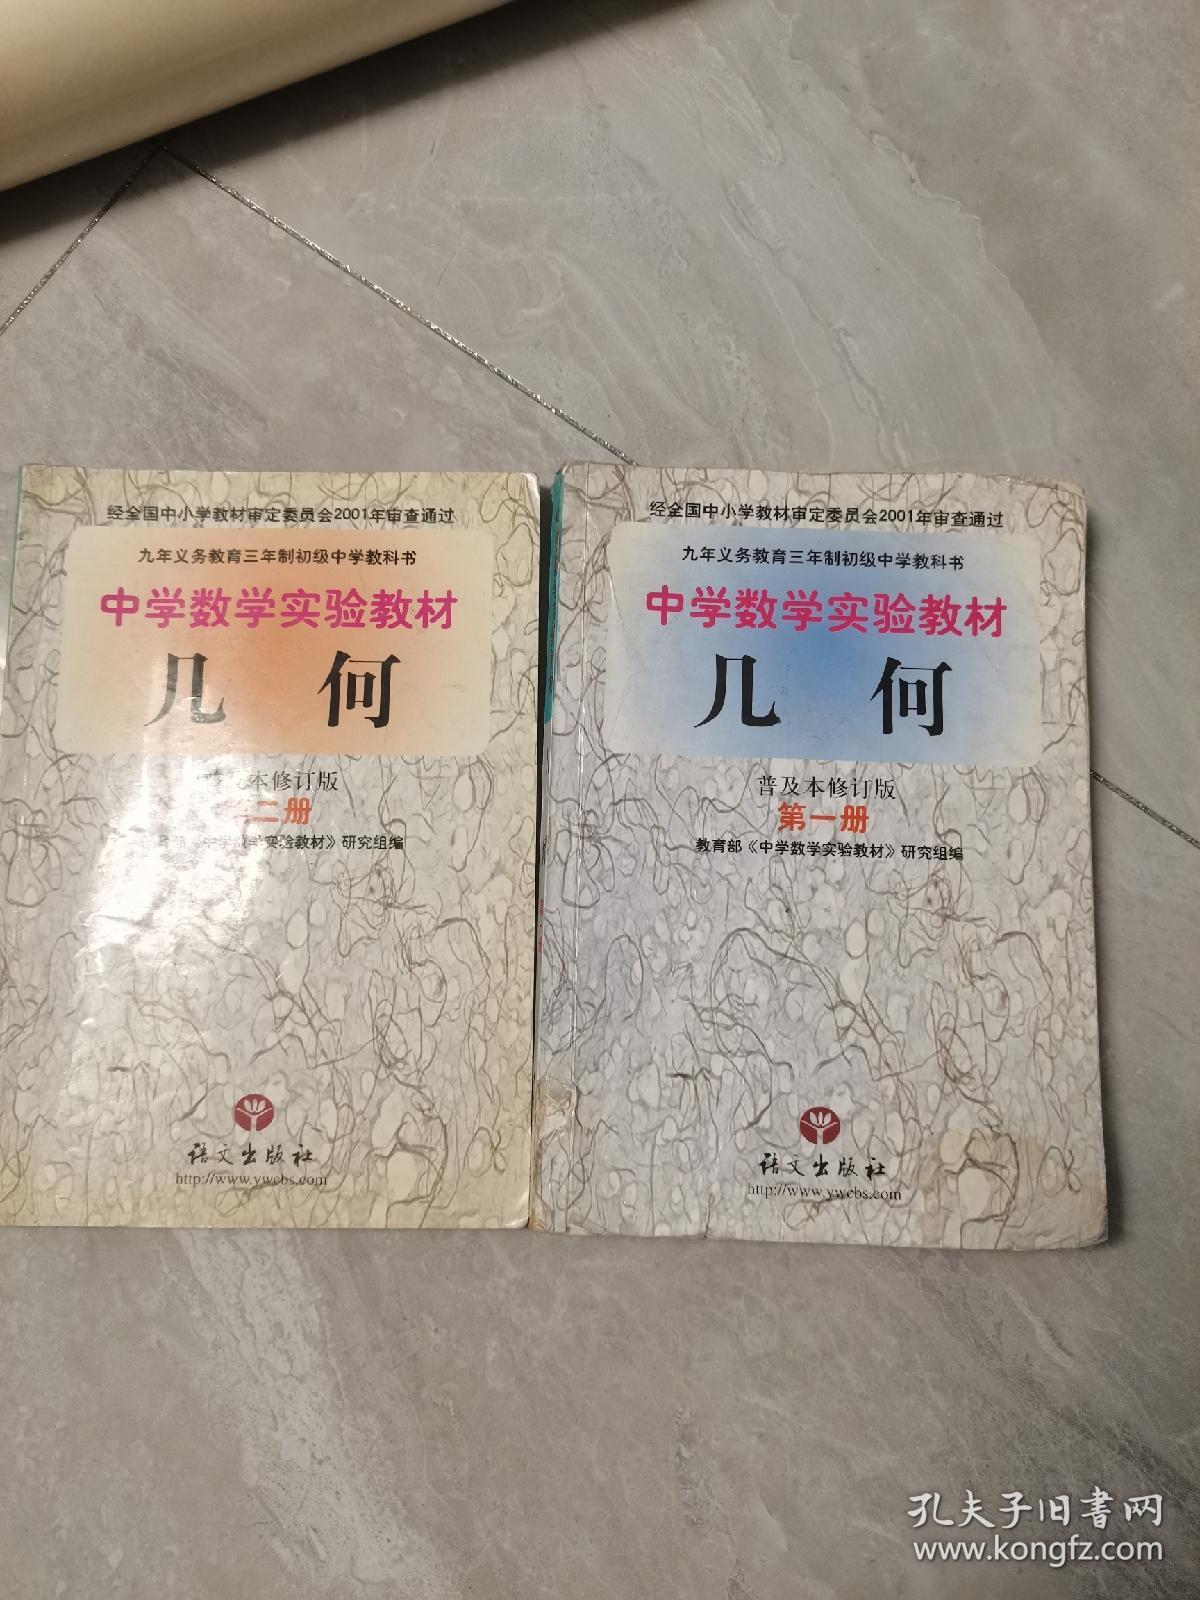 经全国中小学教材审定委员会2001年审查通过
九年义务教育三年制初级中学教科书
中学数学实验教材
几何
本修订版
二册
《中学数学实验教材》研究组编
语文出版社
http://www.ywcbs.com
经全国中小学教材审定委员会2001年审查通过
九年义务教育三年制初级中学教科书
中学数学实验教材
几何
普及本修订版
第一册
教育部《中学数学实验教材》研究组编
语文出版社
http://www.ywcbs.com
孔夫子旧书网
www.kongfz.com